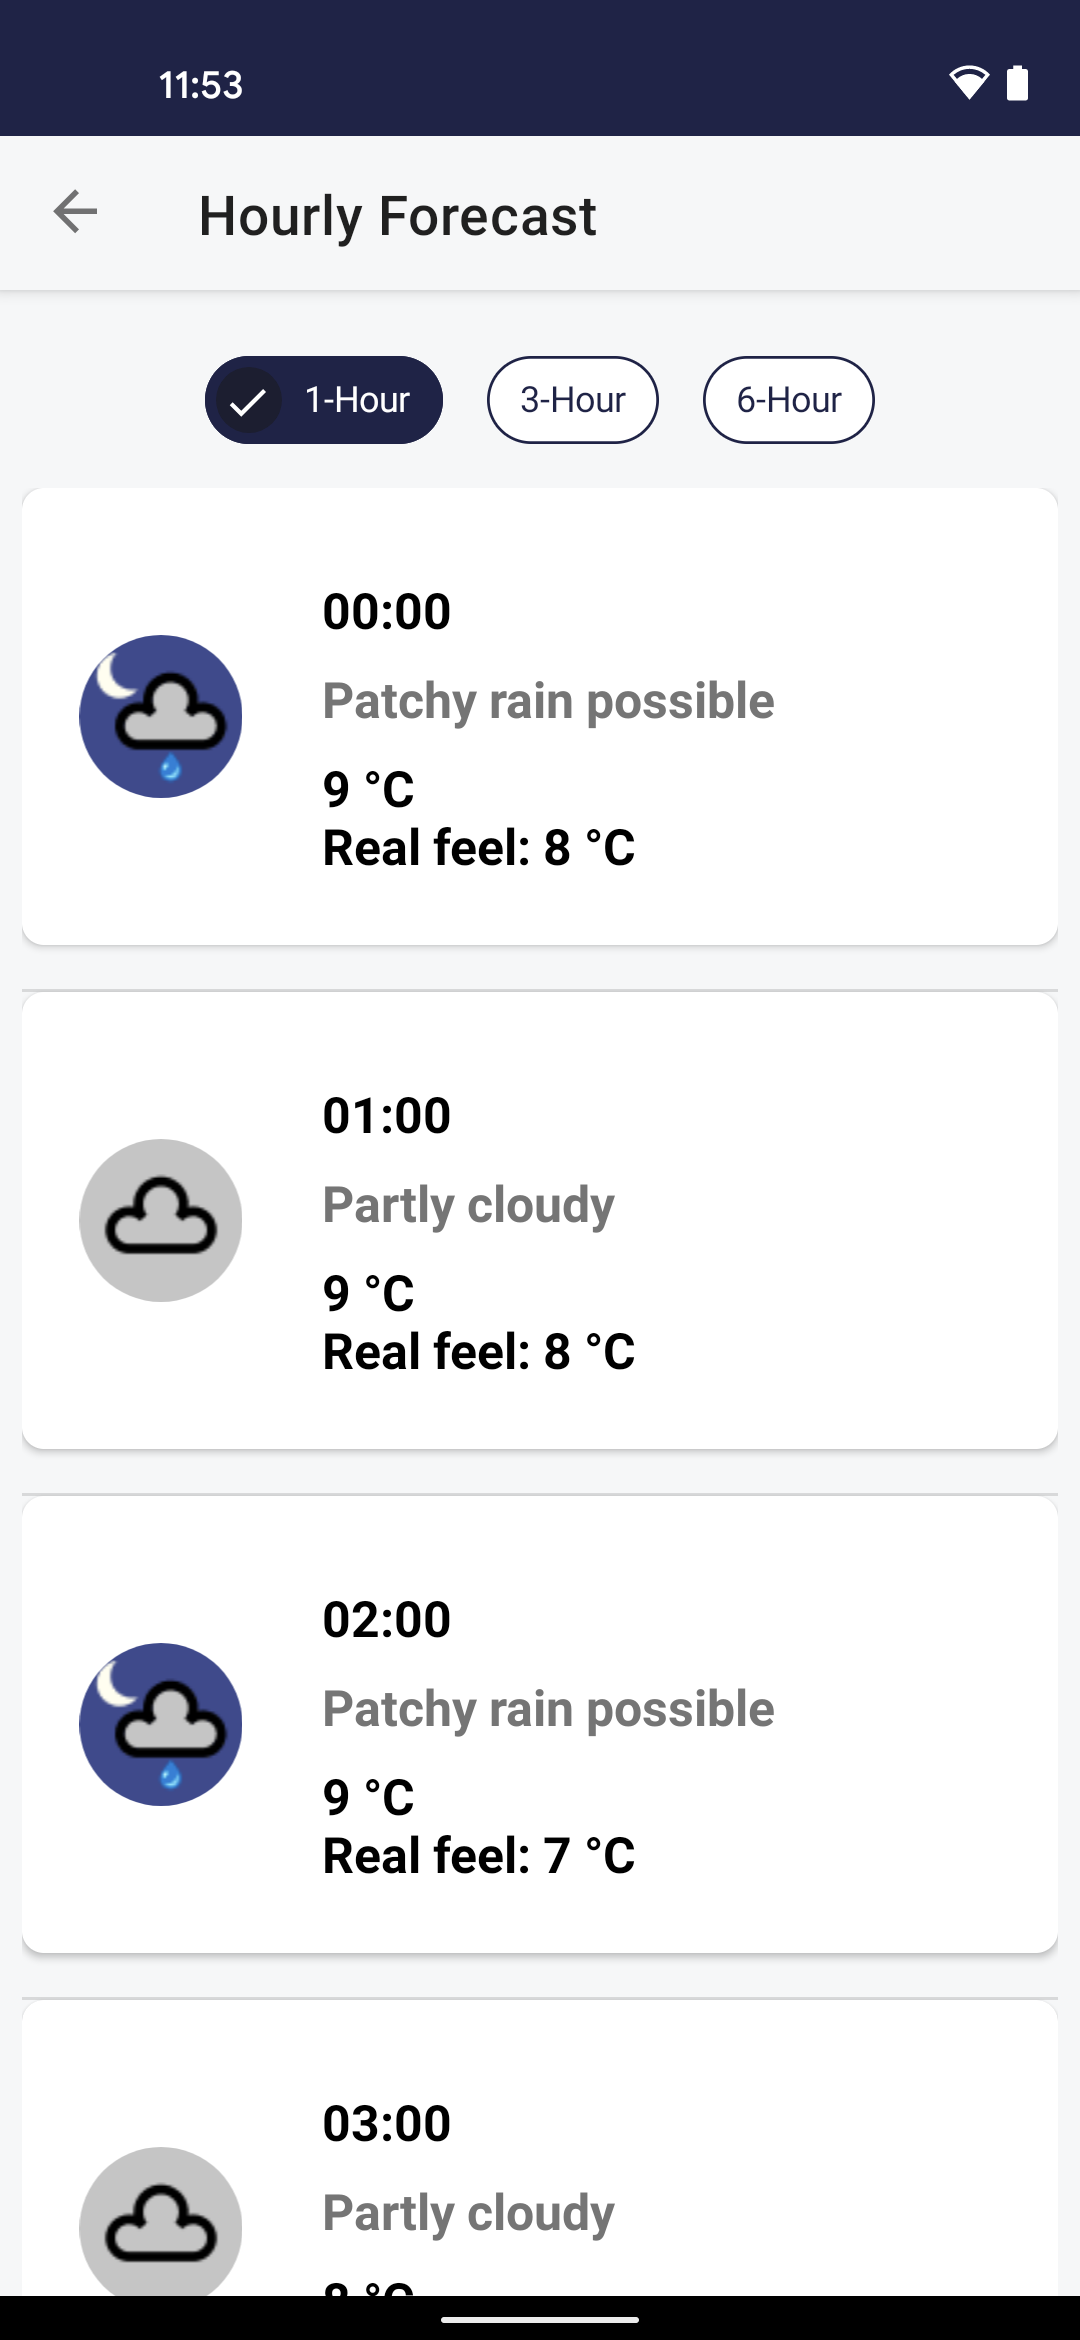 11:53
Hourly Forecast
1-Hour 3-Hour 6-Hour
00:00
Patchy rain possible
9 °C
Real feel: 8 °C
01:00
Partly cloudy
9 °C
Real feel: 8 °C
02:00
Patchy rain possible
9 °C
Real feel: 7 °C
03:00
Partly cloudy
8 °C